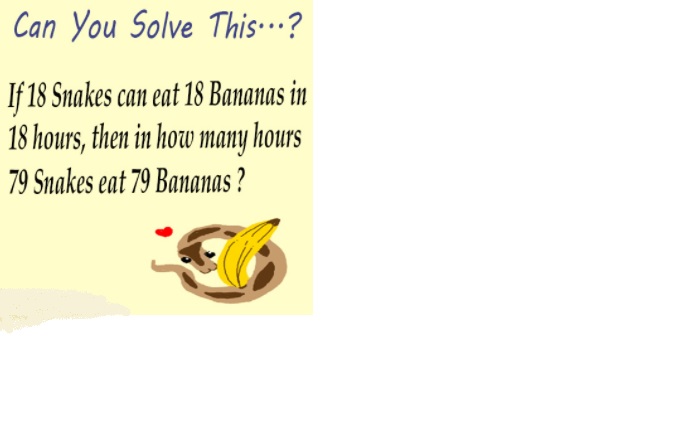 Can You Solve This...?
If 18 Snakes can eat 18 Bananas in
18 hours, then in how many hours
79 Snakes eat 79 Bananas ?